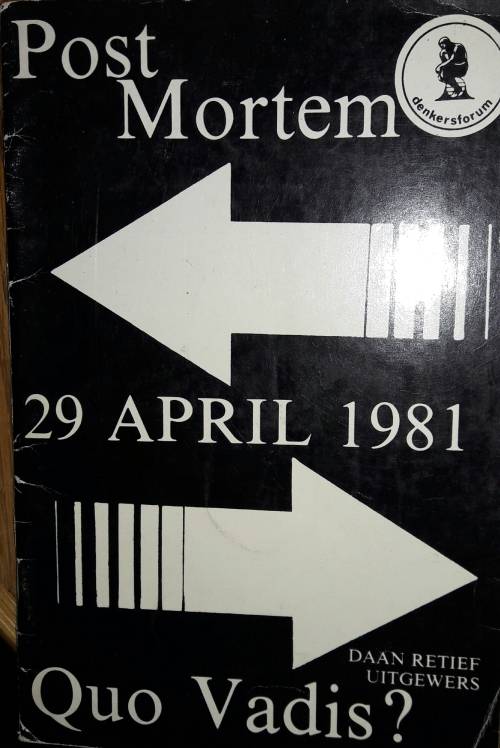 Post
Mortem
denkersforum
29 APRIL 1981
DAAN RETIEF
UITGEWERS
Quo Vadis?